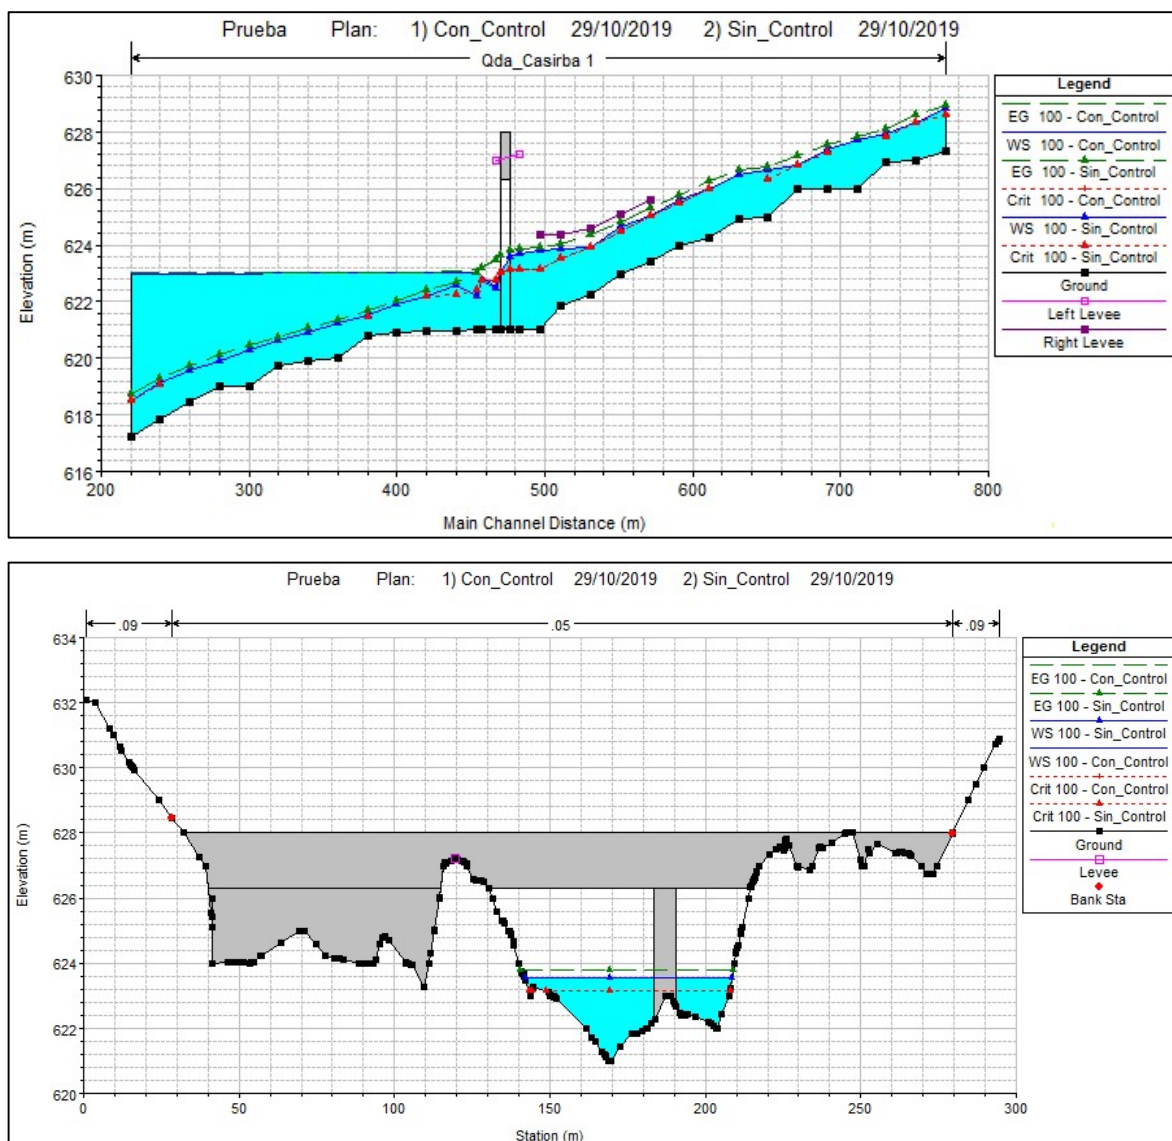 Prueba Plan: 1) Con_Control 29/10/2019 2) Sin_Control 29/10/2019
Qda_Casirba 1
630
628
626
624
622
620
618
616
Elevation (m)
200 300 400 500 600 700 800
Main Channel Distance (m)
Legend
EG 100 - Con_Control
WS 100 - Con_Control
EG 100 - Sin_Control
Crit 100 - Con_Control
WS 100 - Sin_Control
Crit 100 - Sin_Control
Ground
Left Levee
Right Levee
Prueba Plan: 1) Con_Control 29/10/2019 2) Sin_Control 29/10/2019
.09 .05 .09
634
632
630
628
626
624
622
620
Elevation (m)
0 50 100 150 200 250 300
Station (m)
Legend
EG 100 - Con_Control
EG 100 - Sin_Control
WS 100 - Sin_Control
WS 100 - Con_Control
Crit 100 - Con_Control
Crit 100 - Sin_Control
Ground
Levee
Bank Sta